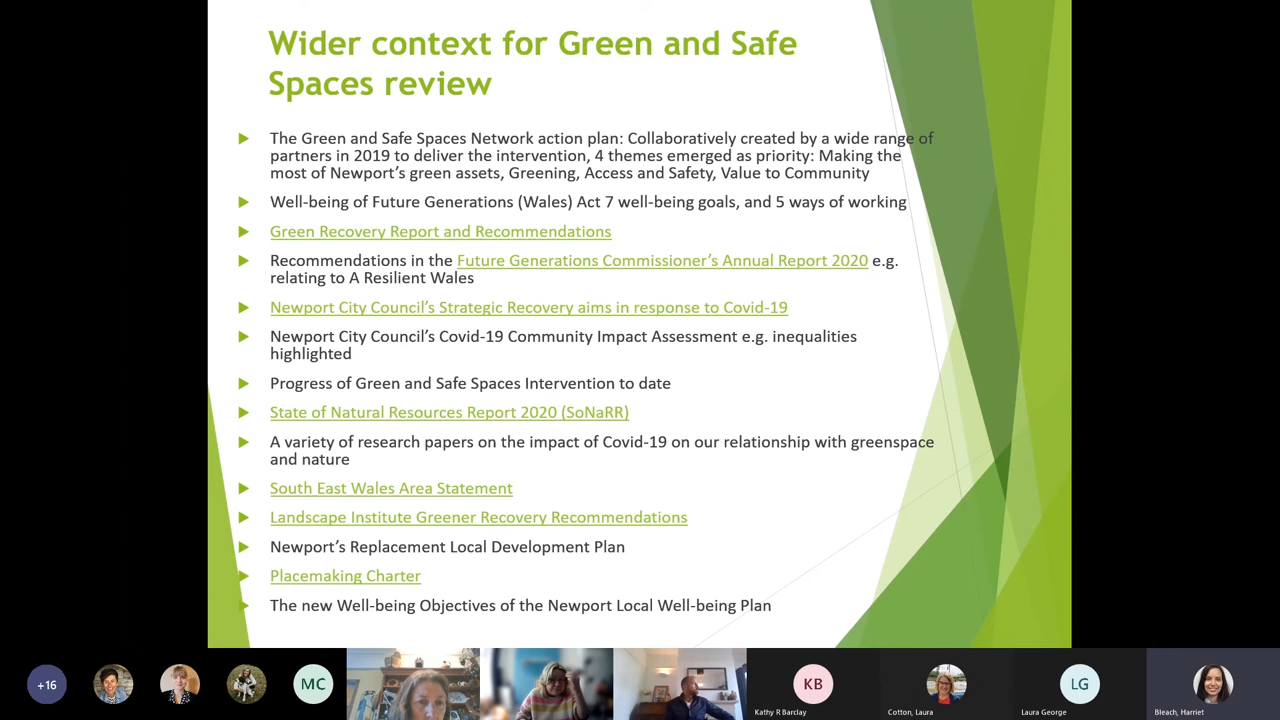 Wider context for Green and Safe
Spaces review
The Green and Safe Spaces Network action plan: Collaboratively created by a wide range of
partners in 2019 to deliver the intervention, 4 themes emerged as priority: Making the
most of Newport’s green assets, Greening, Access and Safety, Value to Community
Well-being of Future Generations (Wales) Act 7 well-being goals, and 5 ways of working
Green Recovery Report and Recommendations
Recommendations in the Future Generations Commissioner’s Annual Report 2020 e.g.
relating to A Resilient Wales
Newport City Council’s Strategic Recovery aims in response to Covid-19
Newport City Council’s Covid-19 Community Impact Assessment e.g. inequalities
highlighted
Progress of Green and Safe Spaces Intervention to date
State of Natural Resources Report 2020 (SoNaRR)
A variety of research papers on the impact of Covid-19 on our relationship with greenspace
and nature
South East Wales Area Statement
Landscape Institute Greener Recovery Recommendations
Newport’s Replacement Local Development Plan
Placemaking Charter
The new Well-being Objectives of the Newport Local Well-being Plan
+16
MC
KB
LG
Kathy R Barclay
Cotton, Laura
Laura George
Bleach, Harriet